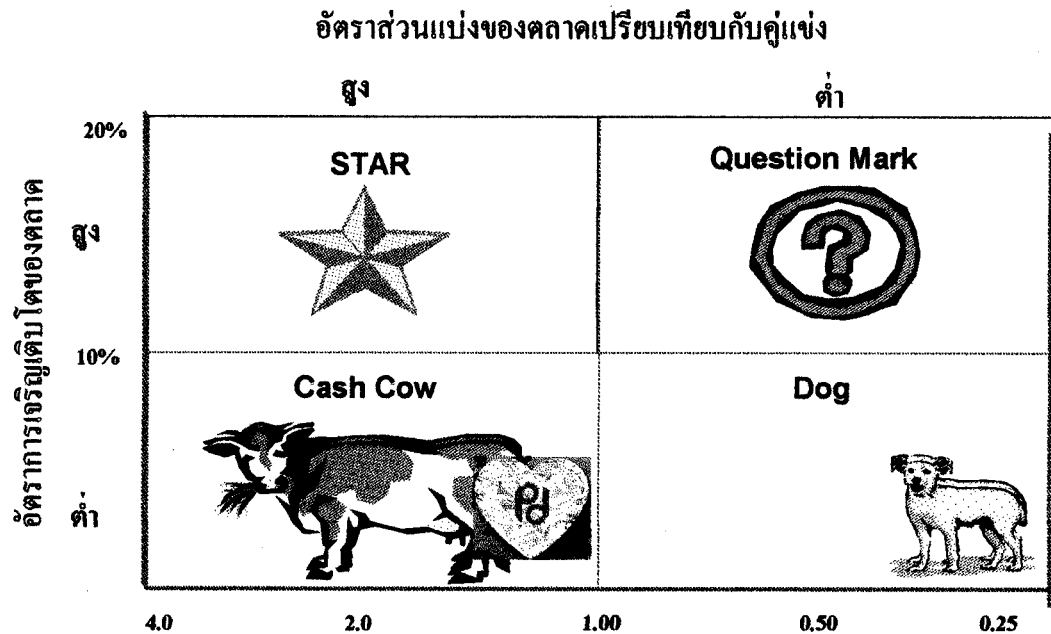 อัตราส่วนแบ่งของตลาดเปรียบเทียบกับคู่แข่ง
สูง ต่ำ
20%
STAR Question Mark
อัตราการเจริญเติบโตของตลาด
สูง
?
10%
Cash Cow Dog
ต่ำ
4.0 2.0 1.00 0.50 0.25